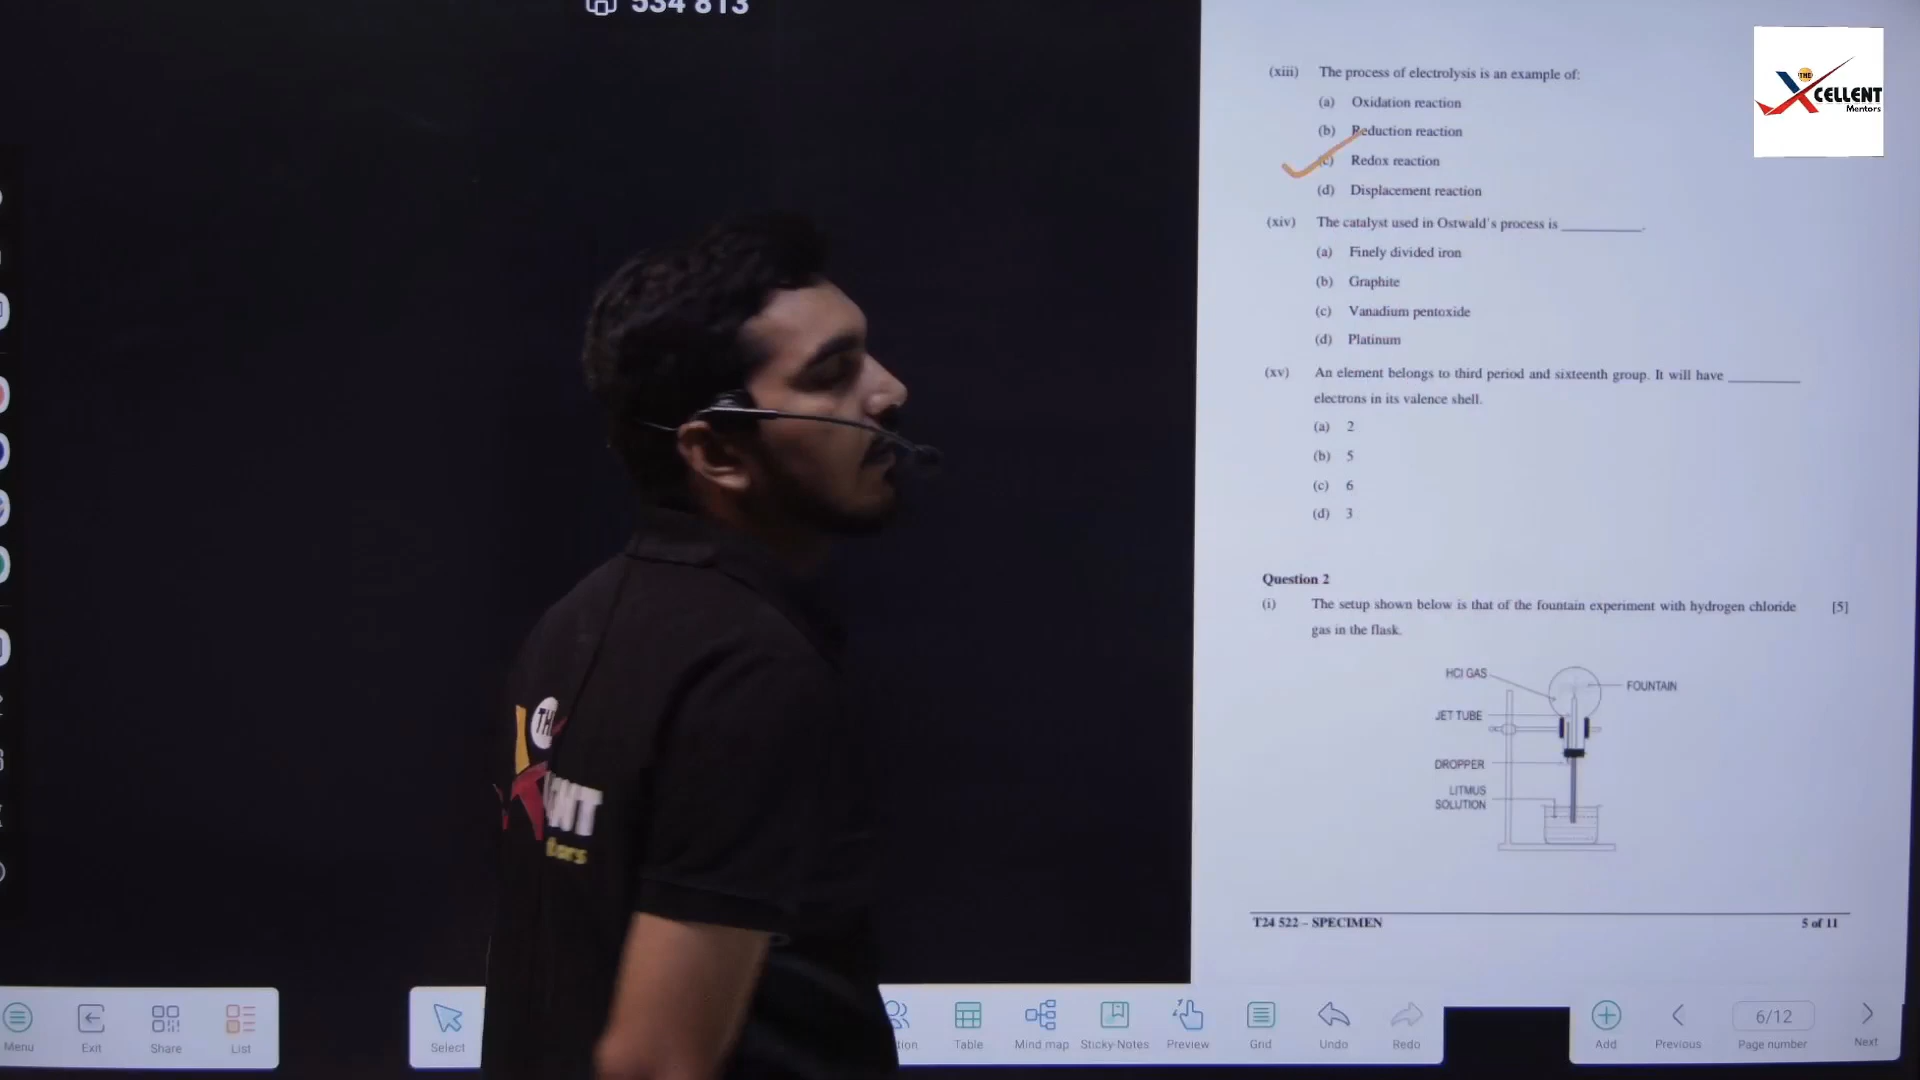 534 813
THE
XCELLENT
Mentors
(xiii) The process of electrolysis is an example of:
(a) Oxidation reaction
(b) Reduction reaction
(c) Redox reaction
(d) Displacement reaction
(xiv) The catalyst used in Ostwald's process is __________.
(a) Finely divided iron
(b) Graphite
(c) Vanadium pentoxide
(d) Platinum
(xv) An element belongs to third period and sixteenth group. It will have _________
electrons in its valence shell.
(a) 2
(b) 5
(c) 6
(d) 3
Question 2
(i) The setup shown below is that of the fountain experiment with hydrogen chloride [5]
gas in the flask.
HCl GAS
FOUNTAIN
JET TUBE
DROPPER
LITMUS
SOLUTION
T24 522 – SPECIMEN 5 of 11
THE
6/12
Menu Exit Share List Select Table Mind map Sticky Notes Preview Grid Undo Redo Add Previous Page number Next